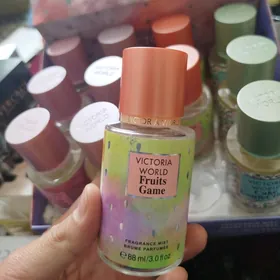 VICTORIA
WORLD
Fruits
Game
FRAGRANCE MIST
BRUME PARFUMÉE
88 ml/3.0 fl oz